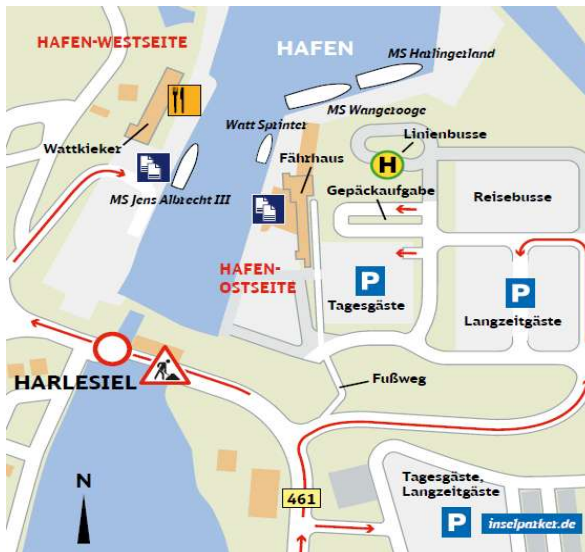 HAFEN-WESTSEITE
HAFEN
MS Harlingerland
MS Wangerooge
Watt Sprinter
Linienbusse
Wattkieker
Fährhaus
H
Gepäckaufgabe
MS Jens Albrecht III
Reisebusse
HAFEN-
OSTSEITE
P
Tagesgäste
P
Langzeitgäste
HARLESIEL
Fußweg
N
461
Tagesgäste,
Langzeitgäste
P
inselparker.de